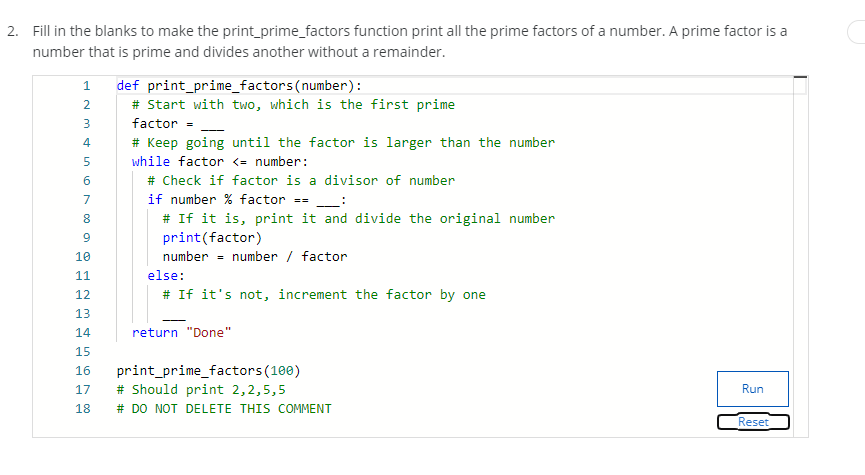 2. Fill in the blanks to make the print_prime_factors function print all the prime factors of a number. A prime factor is a
number that is prime and divides another without a remainder.
1 def print_prime_factors(number):
2 # Start with two, which is the first prime
3 factor = ___
4 # Keep going until the factor is larger than the number
5 while factor <= number:
6 # Check if factor is a divisor of number
7 if number % factor == ___:
8 # If it is, print it and divide the original number
9 print(factor)
10 number = number / factor
11 else:
12 # If it's not, increment the factor by one
13 ___
14 return "Done"
15
16 print_prime_factors(100)
17 # Should print 2,2,5,5
18 # DO NOT DELETE THIS COMMENT
Run
Reset